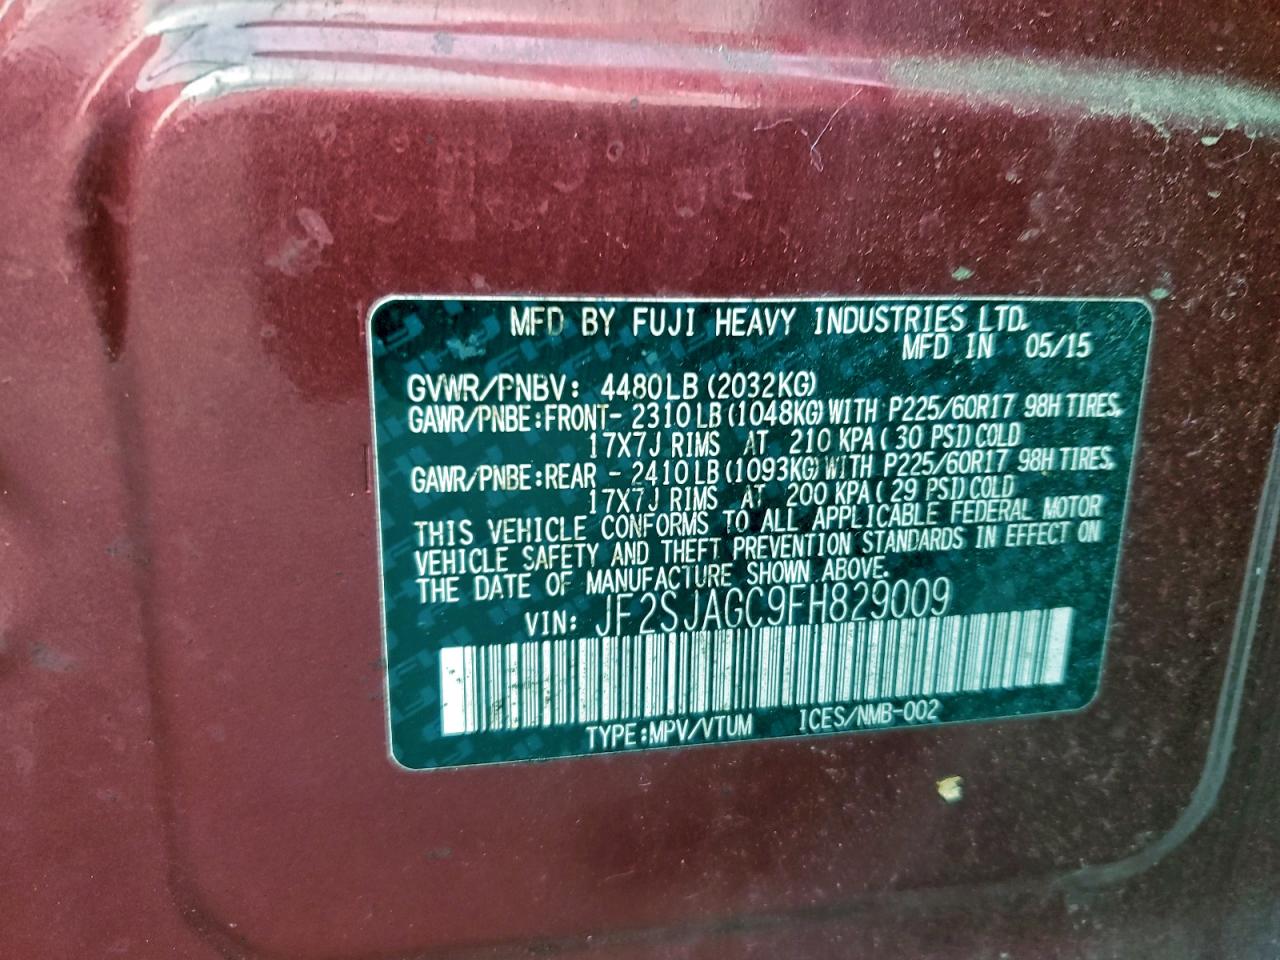 MFD BY FUJI HEAVY INDUSTRIES LTD.
MFD IN 05/15
GVWR/PNBV: 4480LB (2032KG)
GAWR/PNBE:FRONT- 2310 LB (1048KG) WITH P225/60R17 98H TIRES,
17X7J RIMS AT 210 KPA ( 30 PSI) COLD
GAWR/PNBE:REAR - 2410 LB (1093KG) WITH P225/60R17 98H TIRES,
17X7J RIMS AT 200 KPA ( 29 PSI) COLD
THIS VEHICLE CONFORMS TO ALL APPLICABLE FEDERAL MOTOR
VEHICLE SAFETY AND THEFT PREVENTION STANDARDS IN EFFECT ON
THE DATE OF MANUFACTURE SHOWN ABOVE.
VIN: JF2SJAGC9FH829009
TYPE:MPV/VTUM ICES/NMB-002